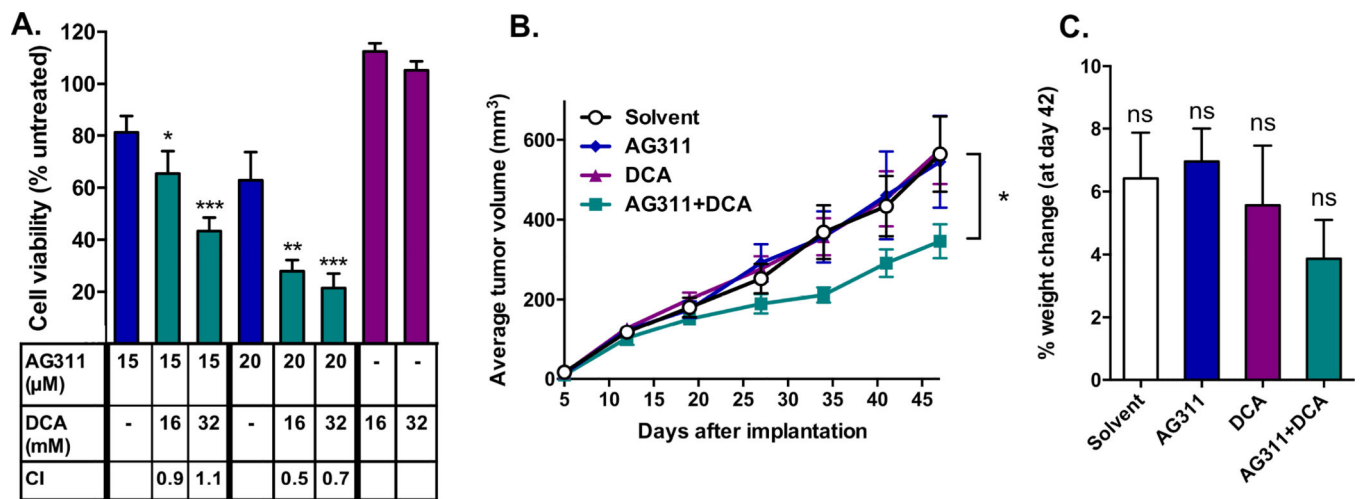 A.
Cell viability (% untreated)
120
100
80
60
40
20
*
***
**
***
AG311 (µM) 15 15 15 20 20 20 - -
DCA (mM) - 16 32 - 16 32 16 32
CI 0.9 1.1 0.5 0.7
B.
Average tumor volume (mm³)
600
400
200
0
Solvent
AG311
DCA
AG311+DCA
*
5 10 15 20 25 30 35 40 45
Days after implantation
C.
% weight change (at day 42)
10
8
6
4
2
0
ns ns ns ns
Solvent
AG311
DCA
AG311+DCA